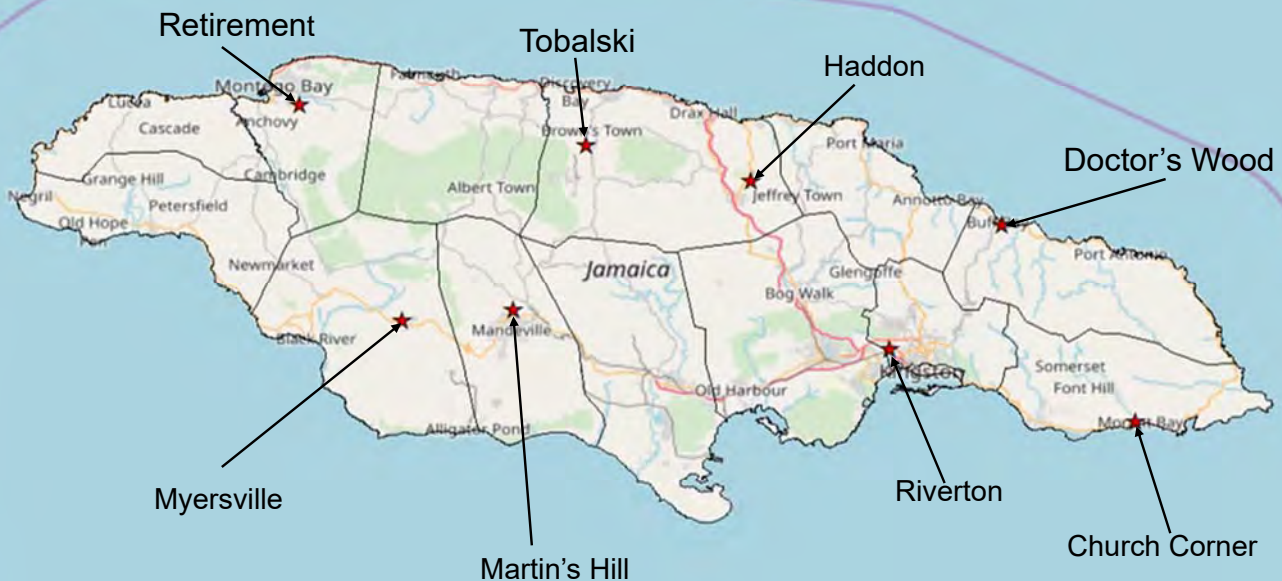 Retirement
Tobalski
Haddon
Doctor's Wood
Montego Bay
Falmouth
Discovery
Bay
Lucea
Anchovy
Cascade
Brown's Town
Drax Hall
Port Maria
Grange Hill
Cambridge
Albert Town
Jeffrey Town
Negril
Petersfield
Annotto Bay
Old Hope
Pen
Port Antonio
Newmarket
Jamaica
Glengoffe
Bog Walk
Black River
Mandeville
Kingston
Somerset
Font Hill
Old Harbour
Alligator Pond
Morant Bay
Myersville
Riverton
Church Corner
Martin's Hill